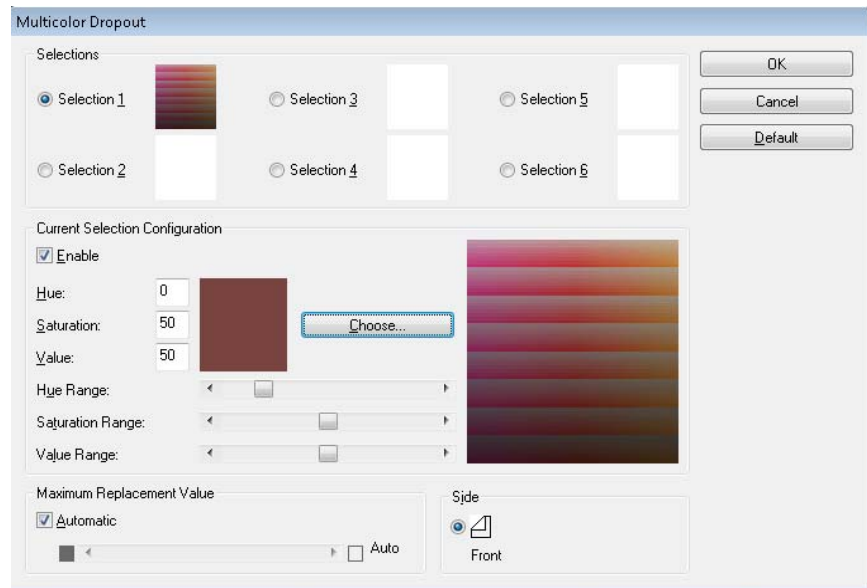 Multicolor Dropout
Selections
Selection 1
Selection 3
Selection 5
Selection 2
Selection 4
Selection 6
OK
Cancel
Default
Current Selection Configuration
Enable
Hue: 0
Saturation: 50
Value: 50
Choose...
Hue Range:
Saturation Range:
Value Range:
Maximum Replacement Value
Automatic
Auto
Side
Front